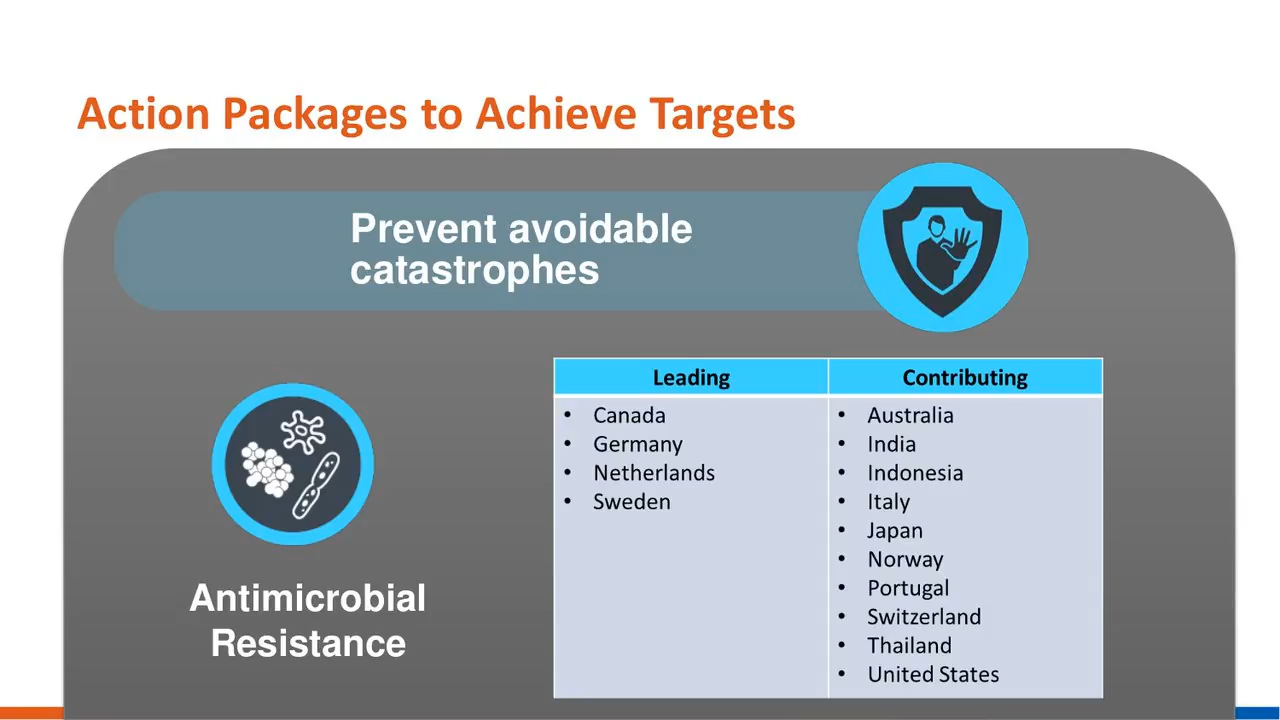 Action Packages to Achieve Targets
Prevent avoidable
catastrophes
Antimicrobial
Resistance
Leading
Contributing
• Canada
• Germany
• Netherlands
• Sweden
• Australia
• India
• Indonesia
• Italy
• Japan
• Norway
• Portugal
• Switzerland
• Thailand
• United States